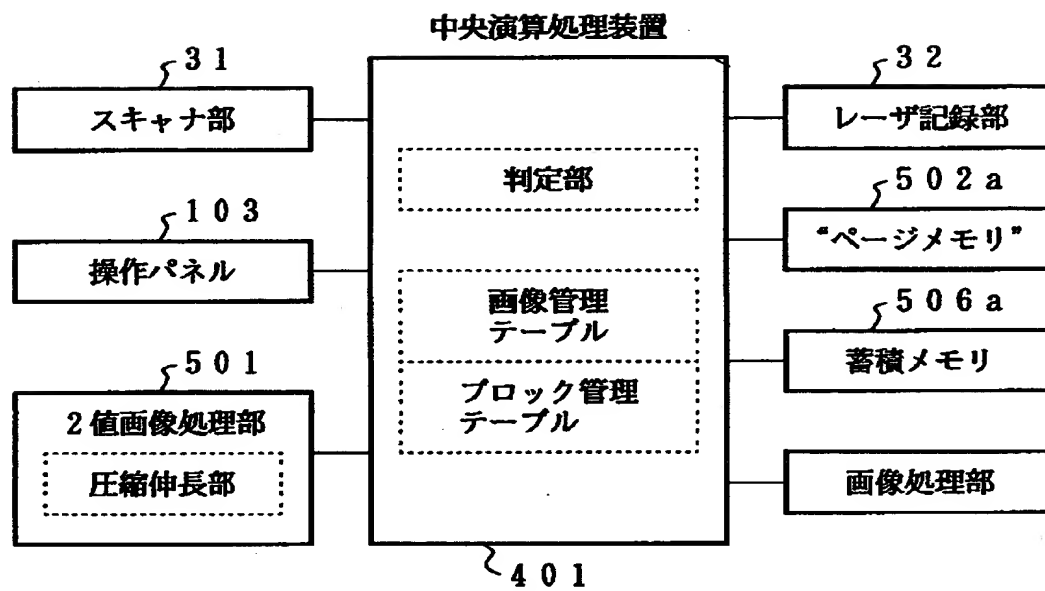 中央演算処理装置
31
スキャナ部
103
操作パネル
501
2値画像処理部
圧縮伸長部
判定部
画像管理
テーブル
ブロック管理
テーブル
401
32
レーザ記録部
502a
“ページメモリ”
506a
蓄積メモリ
画像処理部